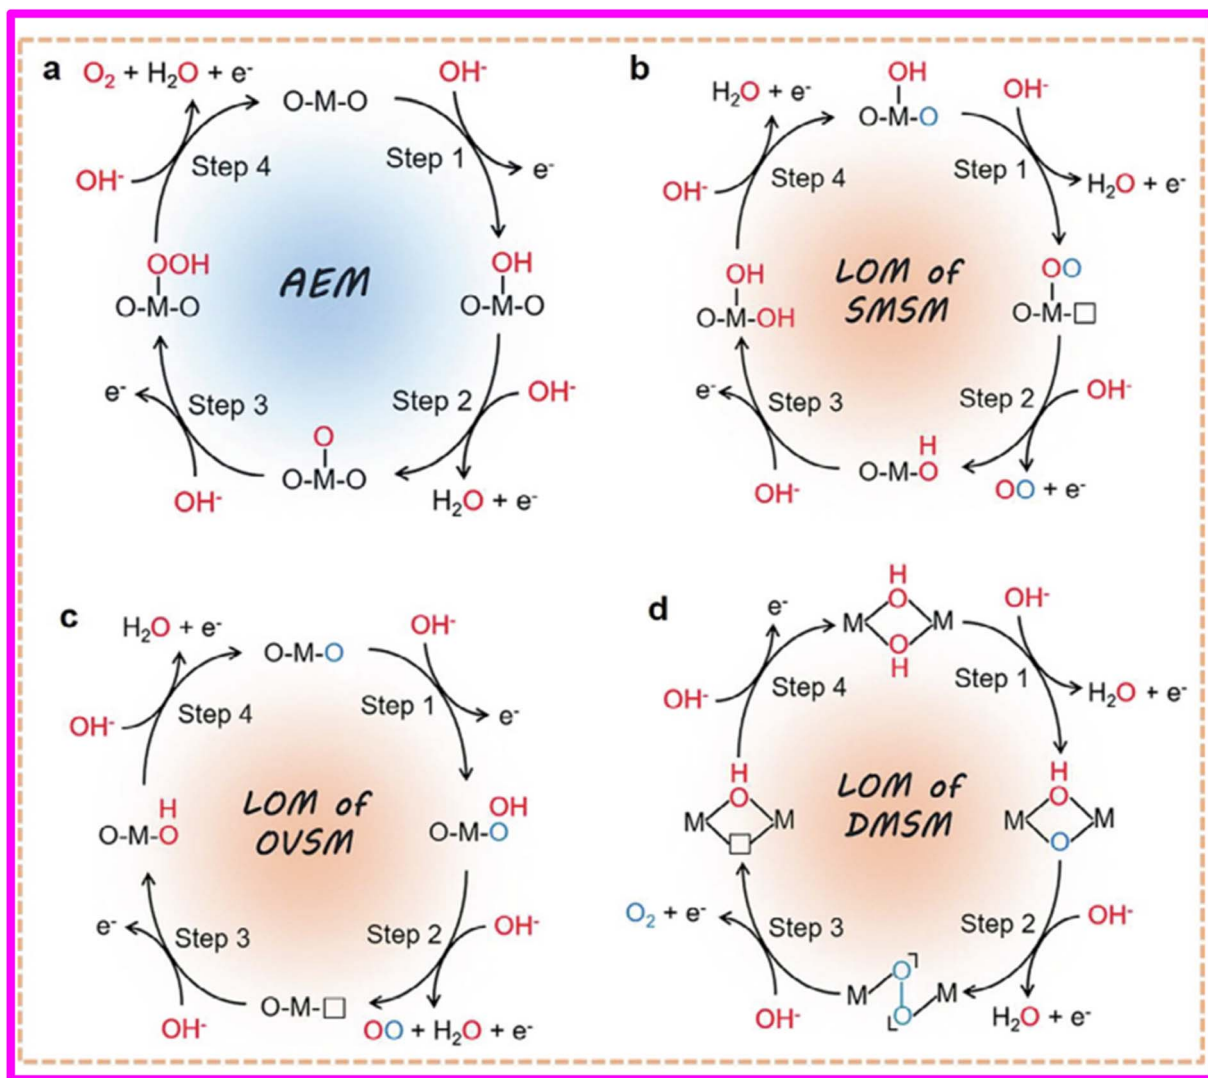 a
O₂ + H₂O + e⁻
O-M-O
OH⁻
OH⁻
Step 4
Step 1
e⁻
OOH
O-M-O
AEM
OH
O-M-O
e⁻
Step 3
Step 2
OH⁻
O
O-M-O
OH⁻
H₂O + e⁻
b
H₂O + e⁻
OH
O-M-O
OH⁻
OH⁻
Step 4
Step 1
H₂O + e⁻
OH
O-M-OH
LOM of
SMSM
OO
O-M-□
e⁻
Step 3
Step 2
OH⁻
H
O-M-O
OH⁻
OO + e⁻
c
H₂O + e⁻
O-M-O
OH⁻
OH⁻
Step 4
Step 1
e⁻
H
O-M-O
LOM of
OVSM
OH
O-M-O
e⁻
Step 3
Step 2
OH⁻
O-M-□
OH⁻
OO + H₂O + e⁻
d
e⁻
H
O
M M
O
H
OH⁻
OH⁻
Step 4
Step 1
H₂O + e⁻
H
O
M M
LOM of
DMSM
H
O
M M
O
O₂ + e⁻
Step 3
Step 2
OH⁻
O
M M
O
OH⁻
H₂O + e⁻